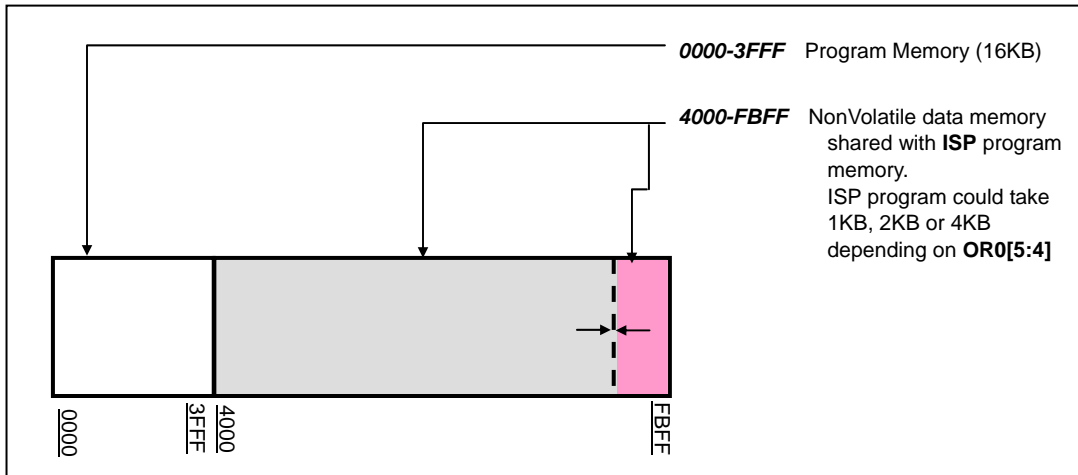 0000-3FFF Program Memory (16KB)
4000-FBFF NonVolatile data memory
shared with ISP program
memory.
ISP program could take
1KB, 2KB or 4KB
depending on OR0[5:4]
0000
3FFF
4000
FBFF